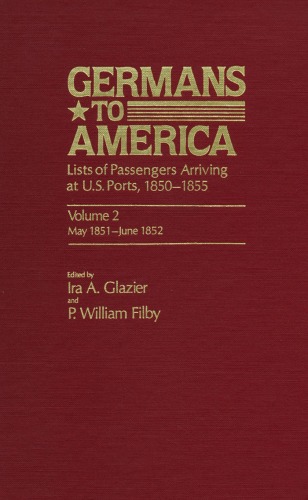 GERMANS
TO
AMERICA
Lists of Passengers Arriving
at U.S. Ports, 1850–1855
Volume 2
May 1851–June 1852
Edited by
Ira A. Glazier
and
P. William Filby